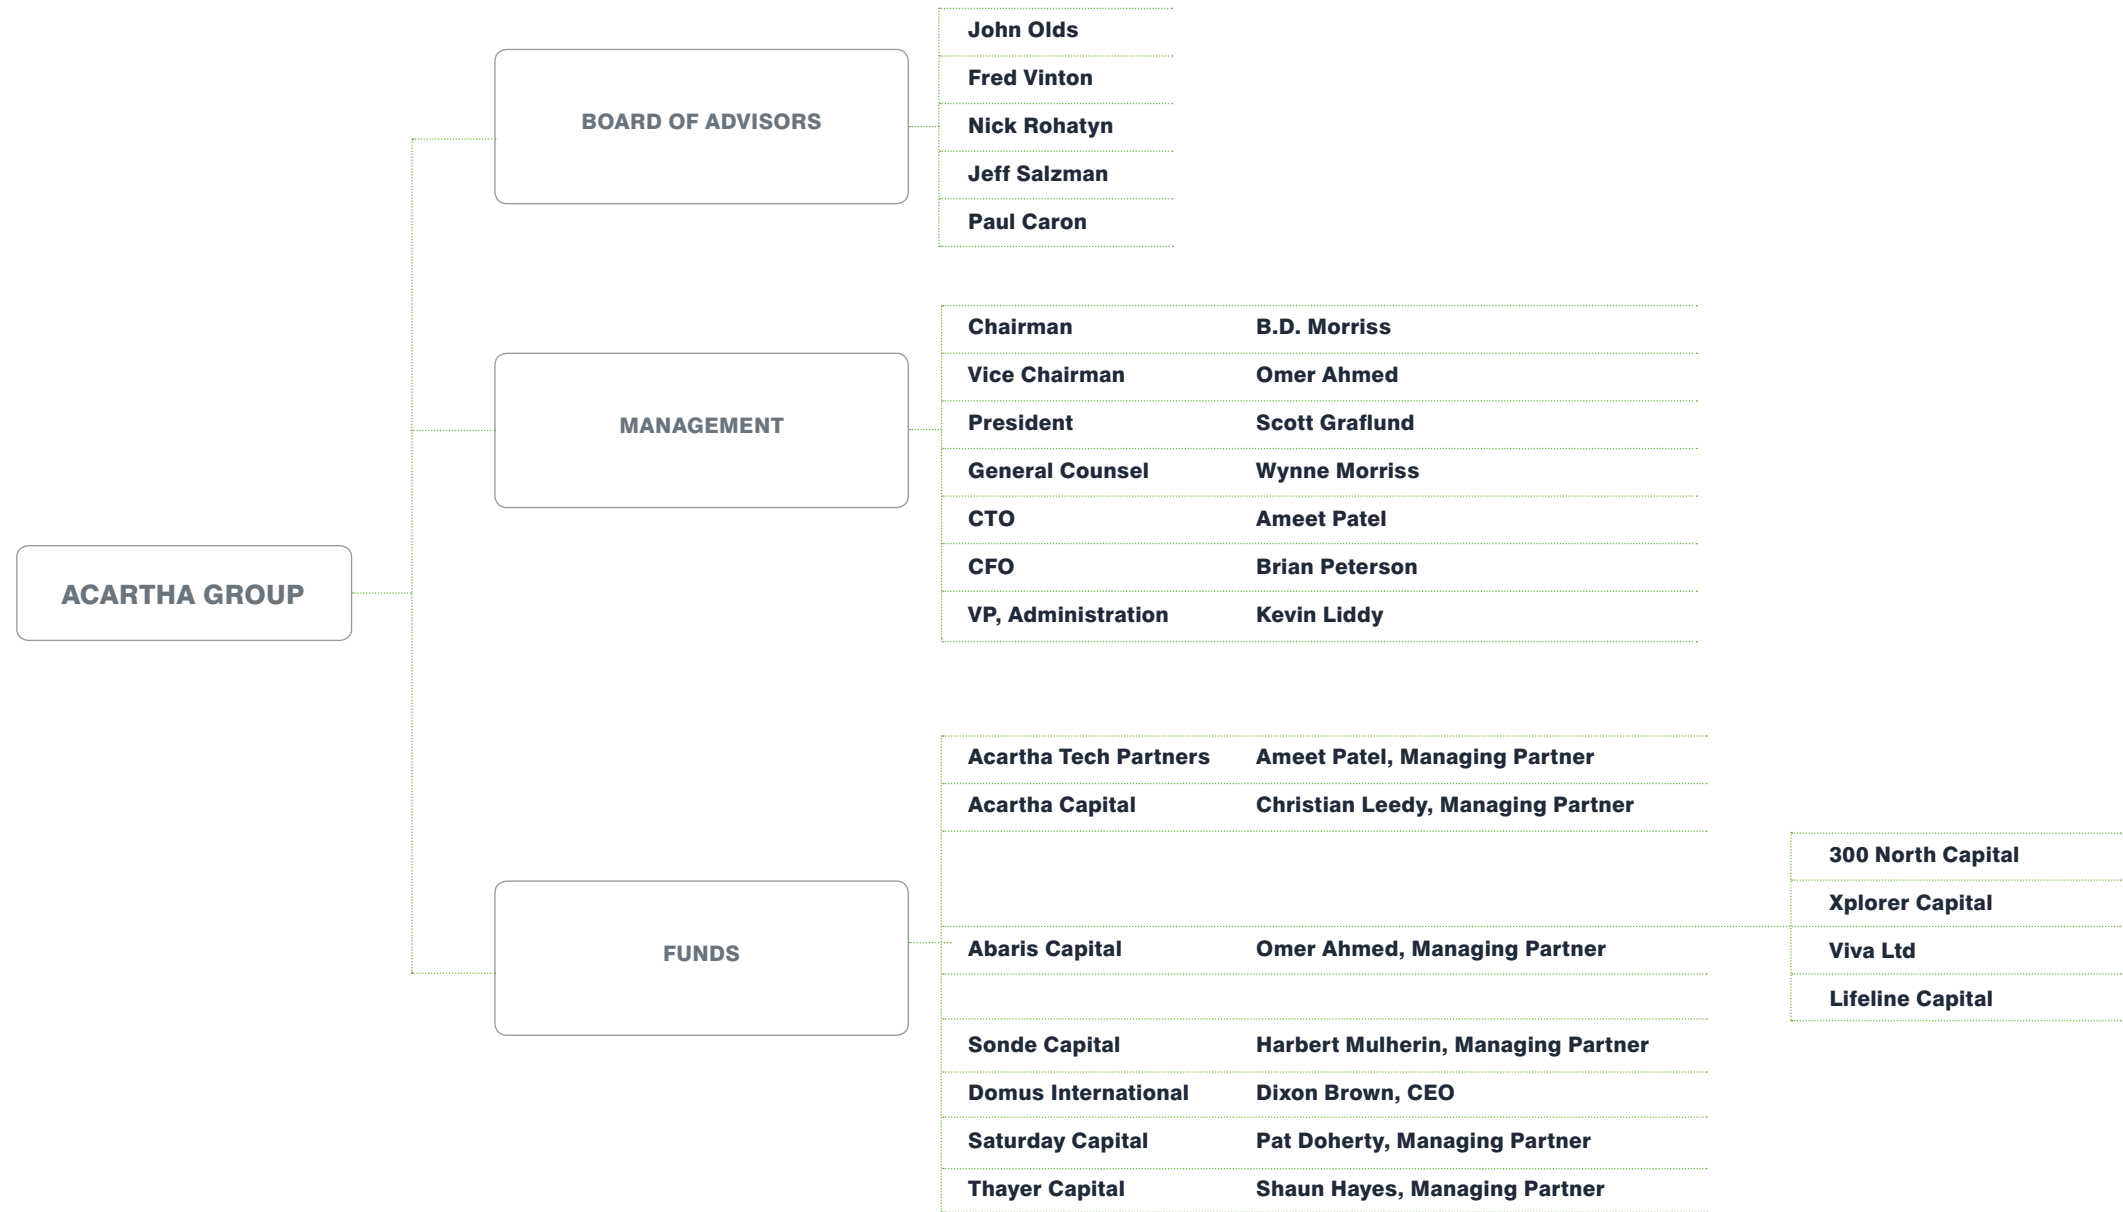 John Olds
Fred Vinton
BOARD OF ADVISORS
Nick Rohatyn
Jeff Salzman
Paul Caron
Chairman B.D. Morriss
Vice Chairman Omer Ahmed
President Scott Graflund
MANAGEMENT
General Counsel Wynne Morriss
CTO Ameet Patel
CFO Brian Peterson
ACARTHA GROUP
VP, Administration Kevin Liddy
Acartha Tech Partners Ameet Patel, Managing Partner
Acartha Capital Christian Leedy, Managing Partner
300 North Capital
Xplorer Capital
FUNDS
Abaris Capital Omer Ahmed, Managing Partner
Viva Ltd
Lifeline Capital
Sonde Capital Harbert Mulherin, Managing Partner
Domus International Dixon Brown, CEO
Saturday Capital Pat Doherty, Managing Partner
Thayer Capital Shaun Hayes, Managing Partner